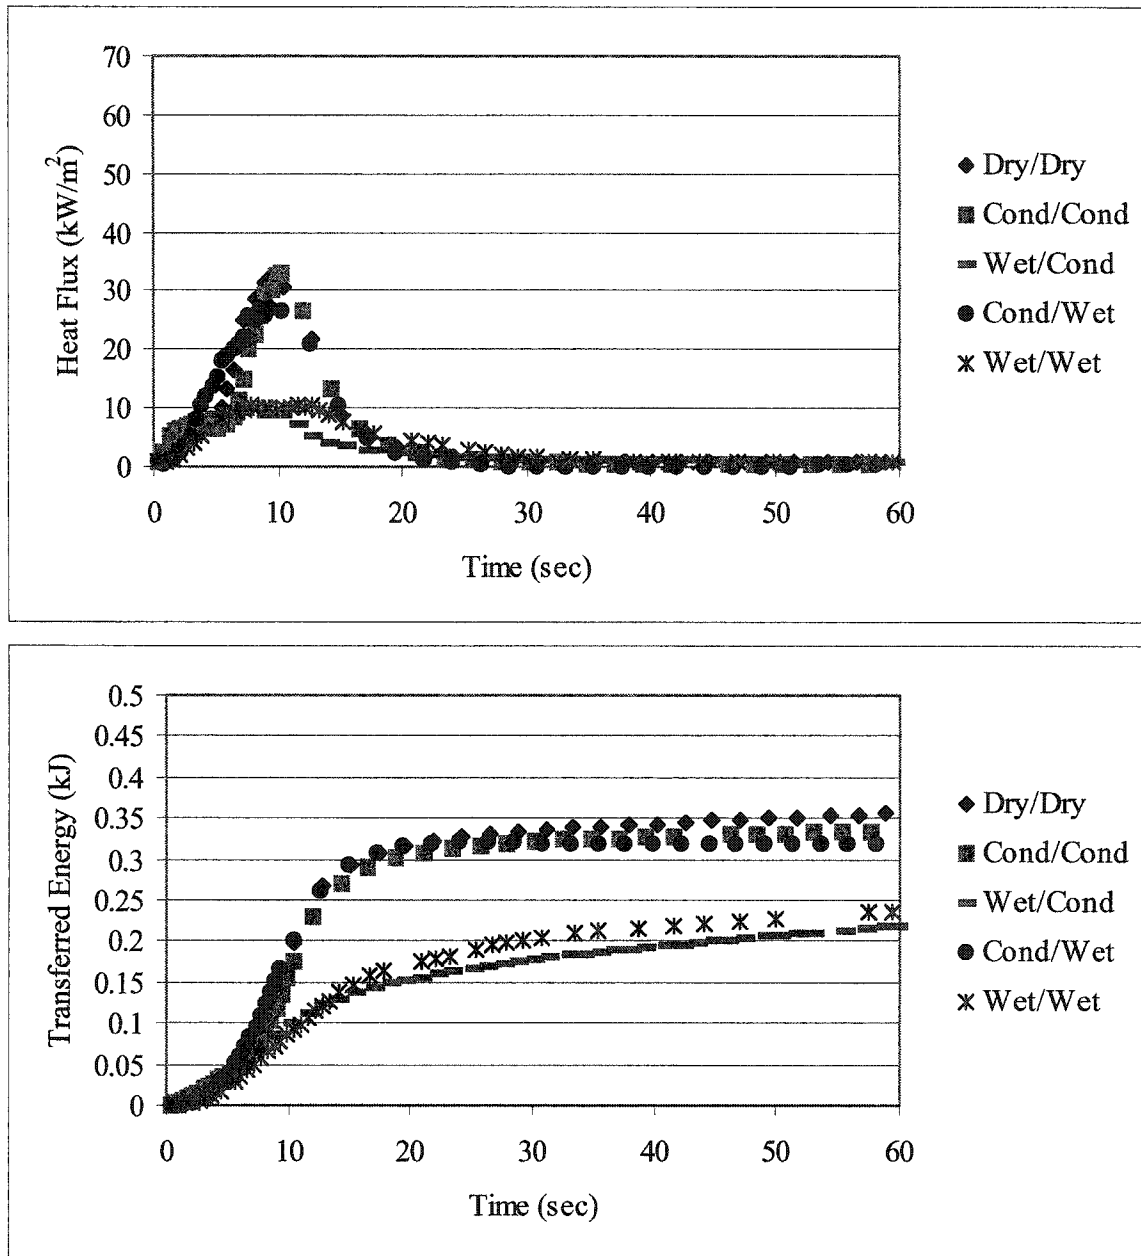 70
60
50
40
30
20
10
0
Heat Flux (kW/m²)
0 10 20 30 40 50 60
Time (sec)
Dry/Dry
Cond/Cond
Wet/Cond
Cond/Wet
Wet/Wet
0.5
0.45
0.4
0.35
0.3
0.25
0.2
0.15
0.1
0.05
0
Transferred Energy (kJ)
0 10 20 30 40 50 60
Time (sec)
Dry/Dry
Cond/Cond
Wet/Cond
Cond/Wet
Wet/Wet